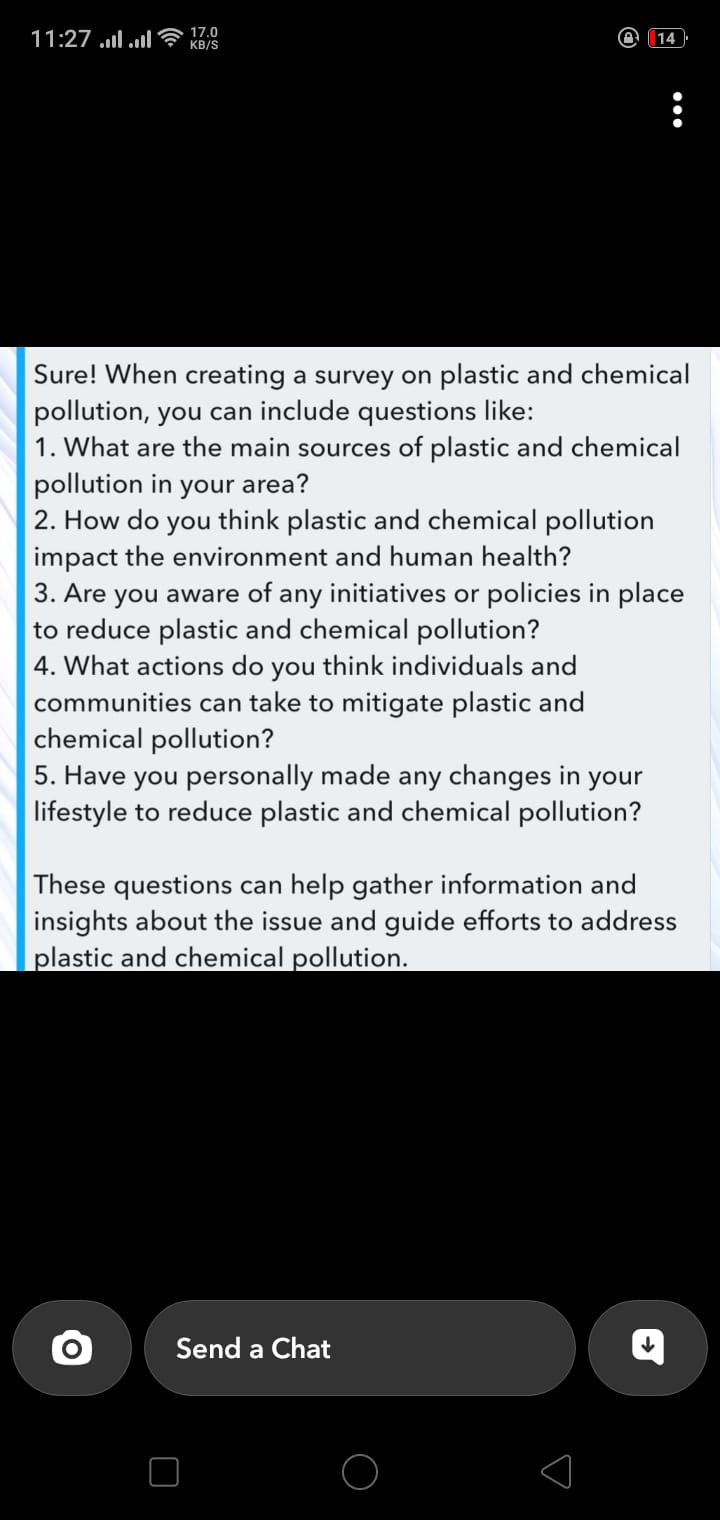 11:27 17.0 KB/S 14
Sure! When creating a survey on plastic and chemical
pollution, you can include questions like:
1. What are the main sources of plastic and chemical
pollution in your area?
2. How do you think plastic and chemical pollution
impact the environment and human health?
3. Are you aware of any initiatives or policies in place
to reduce plastic and chemical pollution?
4. What actions do you think individuals and
communities can take to mitigate plastic and
chemical pollution?
5. Have you personally made any changes in your
lifestyle to reduce plastic and chemical pollution?
These questions can help gather information and
insights about the issue and guide efforts to address
plastic and chemical pollution.
Send a Chat